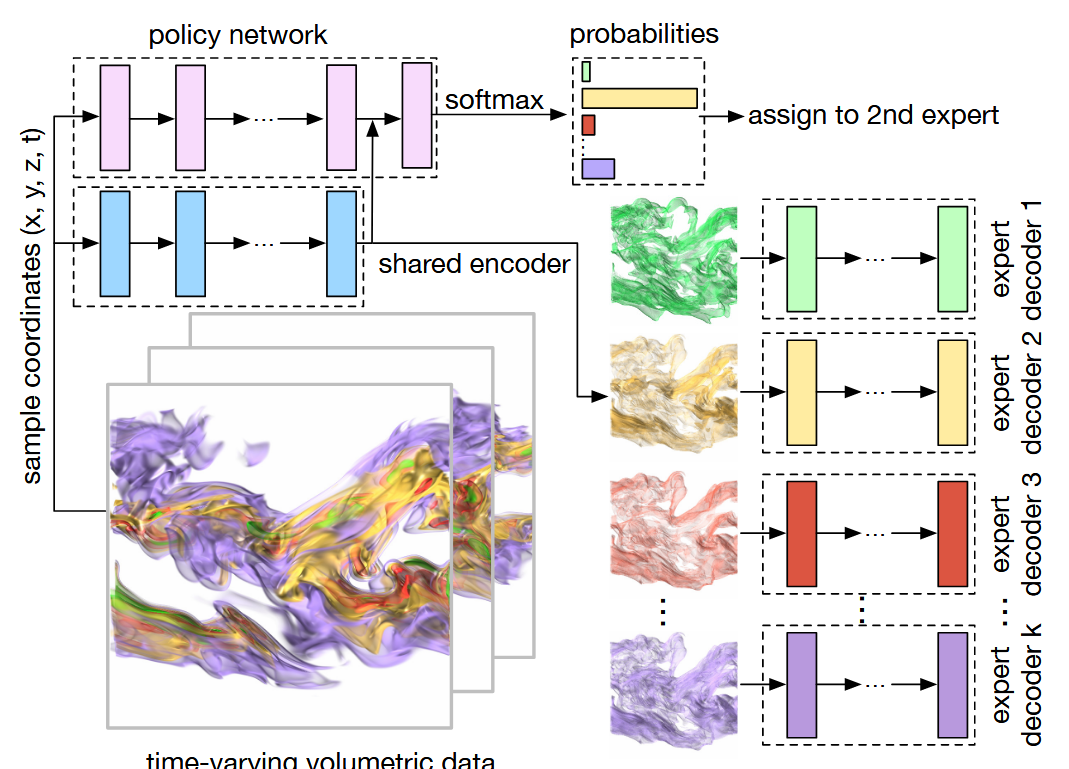 policy network
probabilities
softmax
assign to 2nd expert
sample coordinates (x, y, z, t)
shared encoder
expert
decoder 1
expert
decoder 2
expert
decoder 3
expert
decoder k
time-varying volumetric data